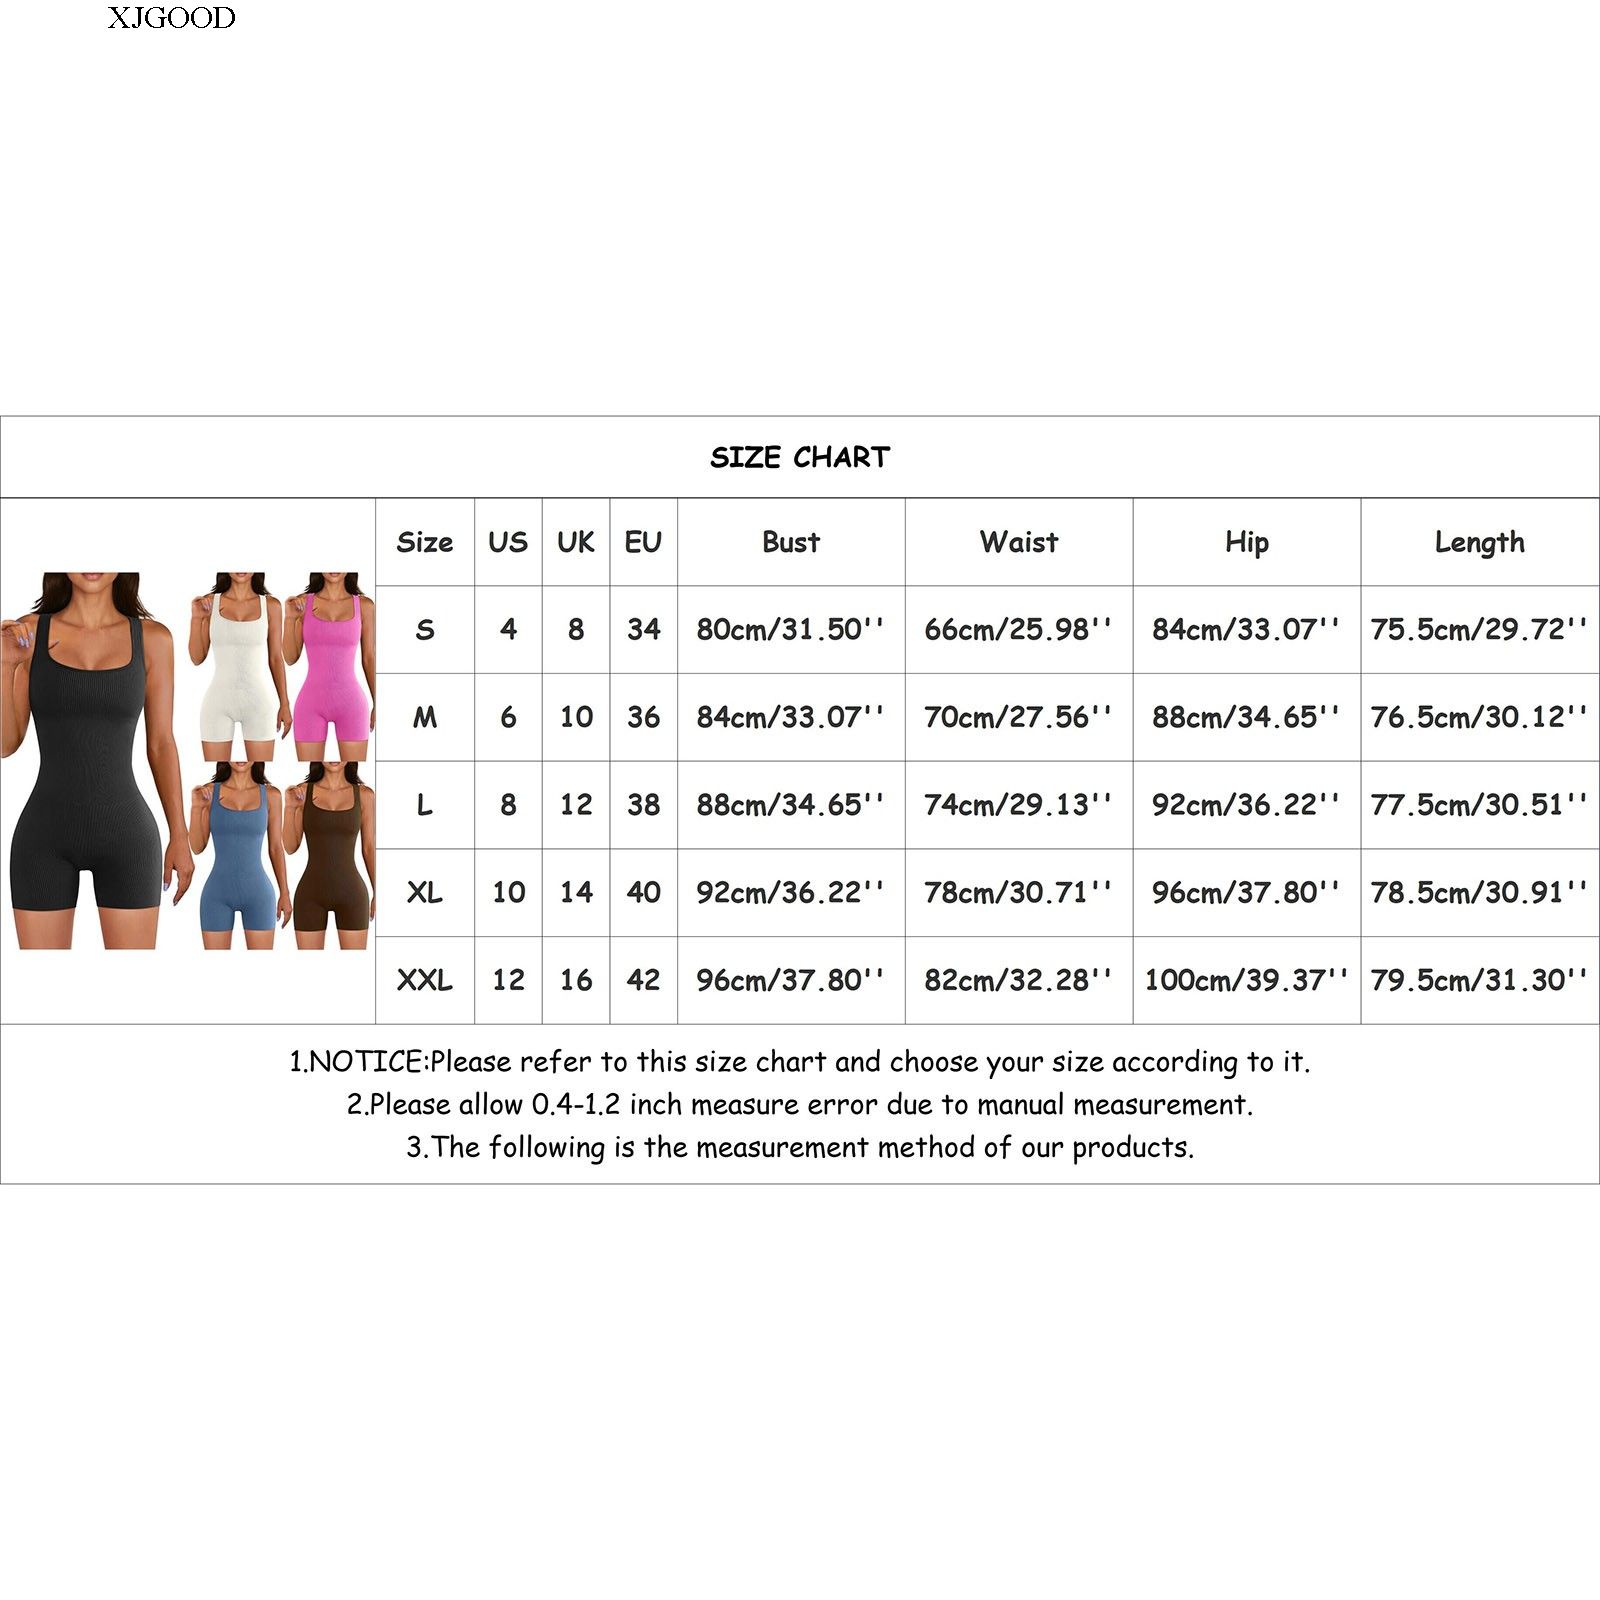 XJGOOD
SIZE CHART
Size US UK EU Bust Waist Hip Length
S 4 8 34 80cm/31.50'' 66cm/25.98'' 84cm/33.07'' 75.5cm/29.72''
M 6 10 36 84cm/33.07'' 70cm/27.56'' 88cm/34.65'' 76.5cm/30.12''
L 8 12 38 88cm/34.65'' 74cm/29.13'' 92cm/36.22'' 77.5cm/30.51''
XL 10 14 40 92cm/36.22'' 78cm/30.71'' 96cm/37.80'' 78.5cm/30.91''
XXL 12 16 42 96cm/37.80'' 82cm/32.28'' 100cm/39.37'' 79.5cm/31.30''
1.NOTICE:Please refer to this size chart and choose your size according to it.
2.Please allow 0.4-1.2 inch measure error due to manual measurement.
3.The following is the measurement method of our products.